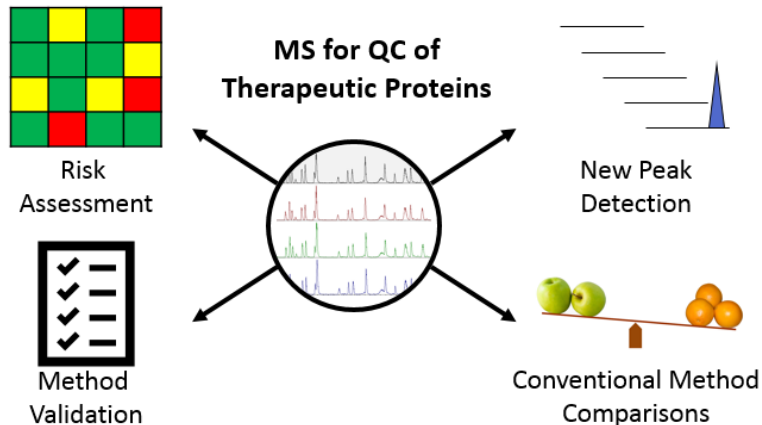 MS for QC of
Therapeutic Proteins
Risk
Assessment
New Peak
Detection
Method
Validation
Conventional Method
Comparisons